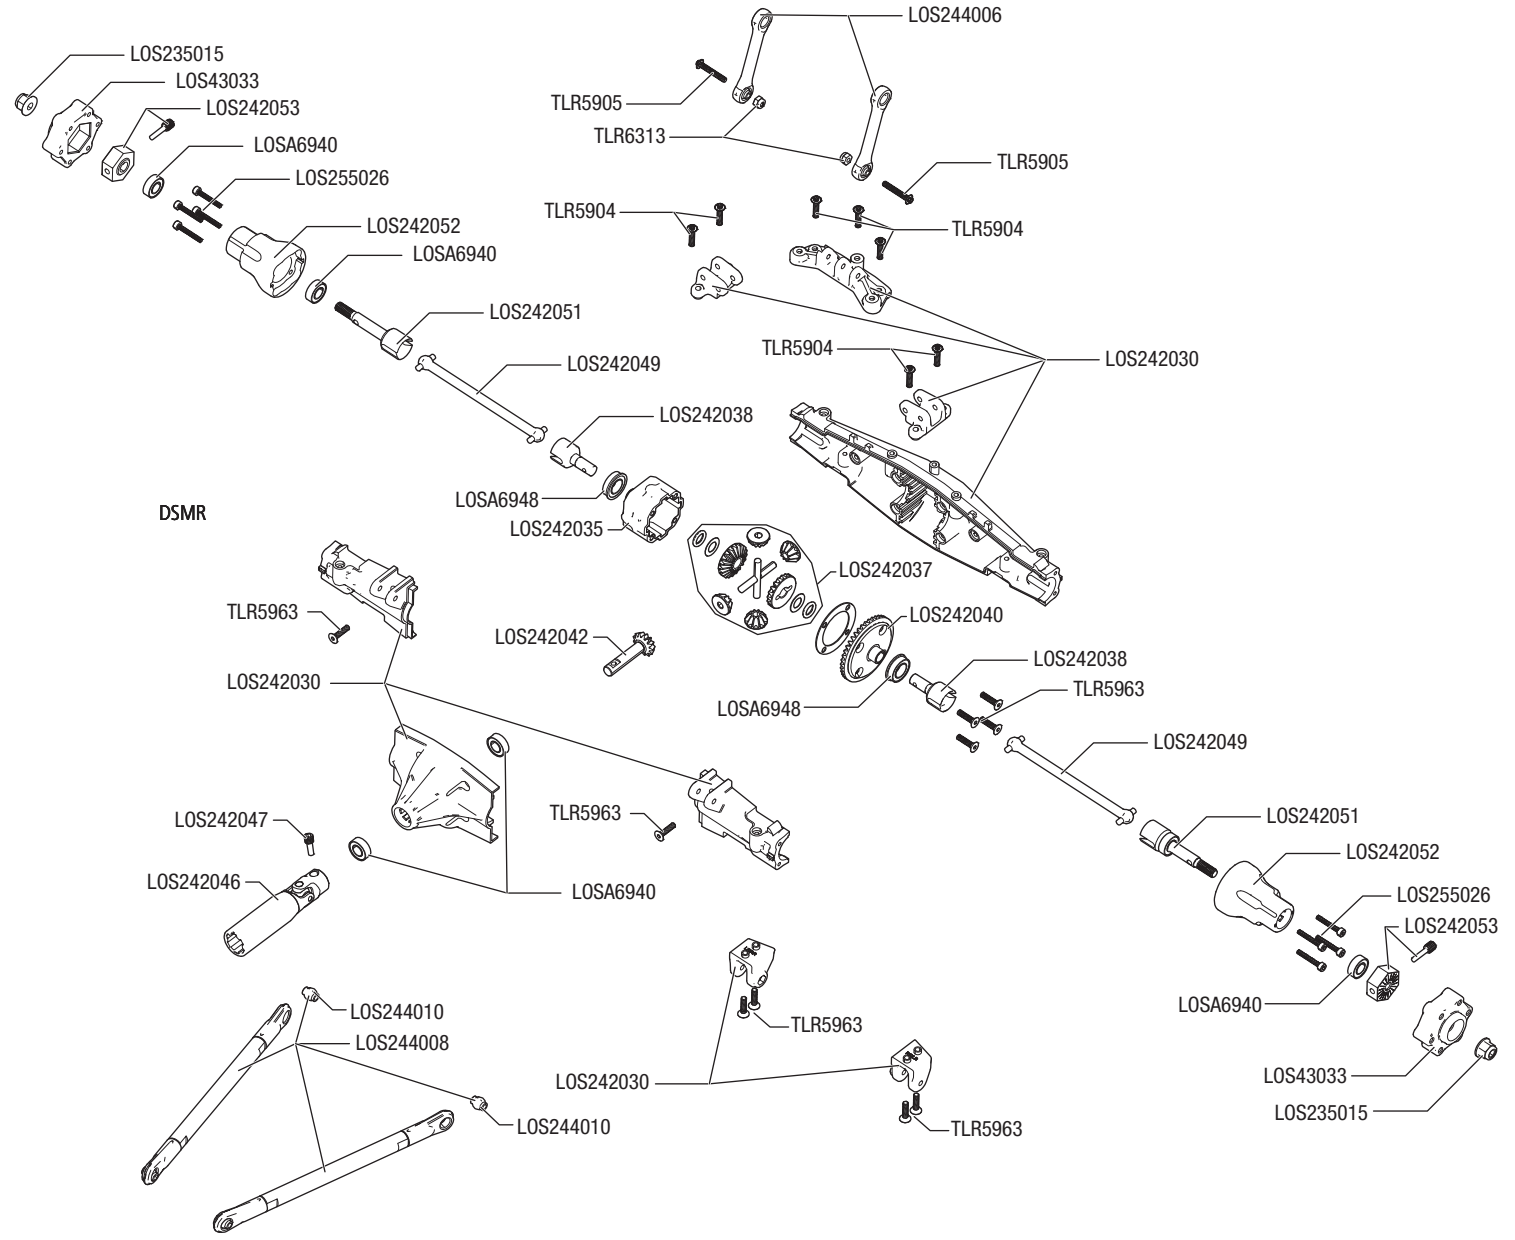 LOS244006
LOS235015
LOS43033
LOS242053
TLR5905
TLR6313
LOSA6940
TLR5905
LOS255026
TLR5904
LOS242052
TLR5904
LOSA6940
LOS242051
TLR5904
LOS242030
LOS242049
LOS242038
LOSA6948
DSMR
LOS242035
LOS242037
TLR5963
LOS242040
LOS242042
LOS242038
LOS242030
TLR5963
LOSA6948
LOS242049
TLR5963
LOS242047
LOS242051
LOS242052
LOS242046
LOSA6940
LOS255026
LOS242053
LOSA6940
LOS244010
TLR5963
LOS244008
LOS242030
LOS43033
LOS235015
LOS244010
TLR5963